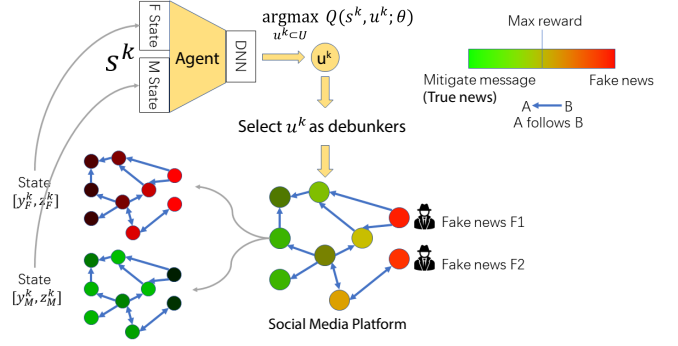 F State
M State
s^k
Agent
DNN
argmax Q(s^k, u^k; θ)
u^k⊂U
u^k
Select u^k as debunkers
Max reward
Mitigate message
(True news)
Fake news
A B
A follows B
State
[y_F^k, z_F^k]
State
[y_M^k, z_M^k]
Fake news F1
Fake news F2
Social Media Platform